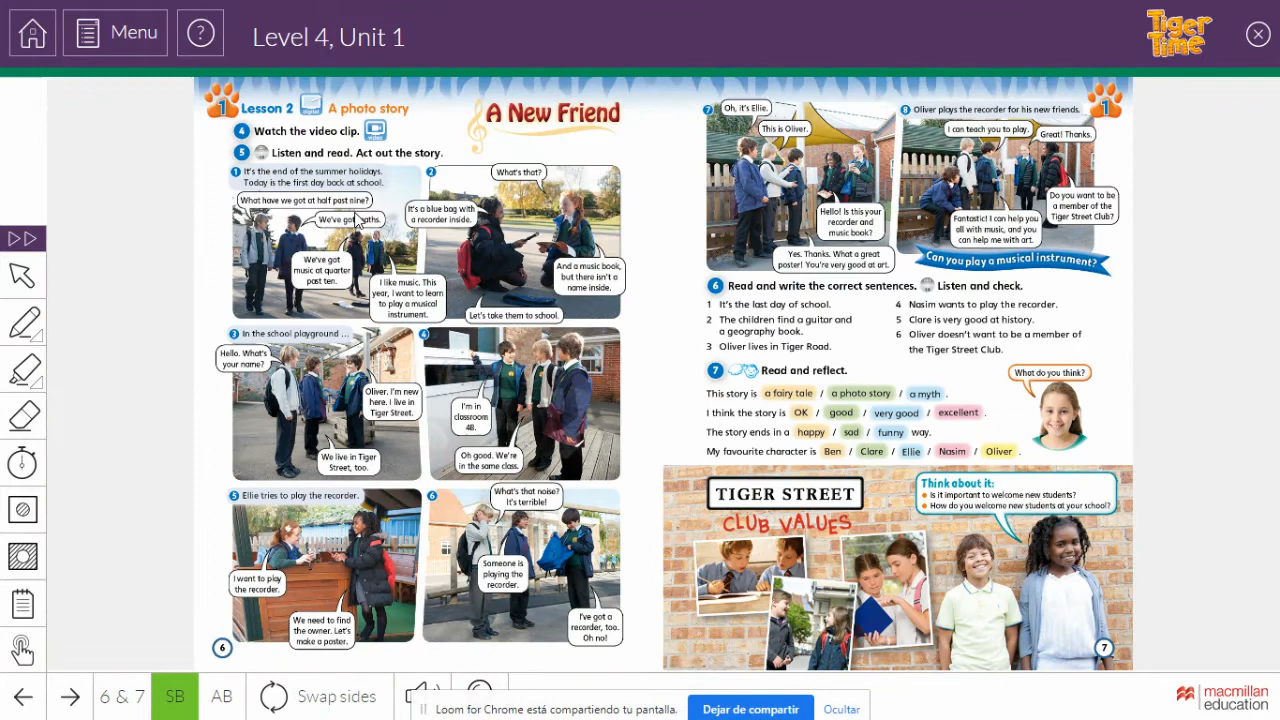 Menu
?
Level 4, Unit 1
Tiger
Time
1 Lesson 2 digital A photo story
A New Friend
4 Watch the video clip. video
5 Listen and read. Act out the story.
1 It's the end of the summer holidays.
Today is the first day back at school.
What have we got at half past nine?
We've got maths.
We've got
music at quarter
past ten.
I like music. This
year, I want to learn
to play a musical
instrument.
2
What's that?
It's a blue bag with
a recorder inside.
And a music book,
but there isn't a
name inside.
Let's take them to school.
3 In the school playground ...
Hello. What's
your name?
Oliver. I'm new
here. I live in
Tiger Street.
We live in Tiger
Street, too.
4
I'm in
classroom
4B.
Oh good. We're
in the same class.
5 Ellie tries to play the recorder.
I want to play
the recorder.
We need to find
the owner. Let's
make a poster.
6
What's that noise?
It's terrible!
Someone is
playing the
recorder.
I've got a
recorder, too.
Oh no!
6
7
Oh, it's Ellie.
This is Oliver.
Hello! Is this your
recorder and
music book?
Yes. Thanks. What a great
poster! You're very good at art.
8 Oliver plays the recorder for his new friends.
1
I can teach you to play.
Great! Thanks.
Do you want to be
a member of the
Tiger Street Club?
Fantastic! I can help you
all with music, and you
can help me with art.
Can you play a musical instrument?
6 Read and write the correct sentences. Listen and check.
1 It's the last day of school.
2 The children find a guitar and
a geography book.
3 Oliver lives in Tiger Road.
4 Nasim wants to play the recorder.
5 Clare is very good at history.
6 Oliver doesn't want to be a member of
the Tiger Street Club.
7 Read and reflect.
This story is a fairy tale / a photo story / a myth .
I think the story is OK / good / very good / excellent .
The story ends in a happy / sad / funny way.
My favourite character is Ben / Clare / Ellie / Nasim / Oliver .
What do you think?
TIGER STREET
CLUB VALUES
Think about it:
Is it important to welcome new students?
How do you welcome new students at your school?
7
6 & 7
SB
AB
Swap sides
Loom for Chrome está compartiendo tu pantalla.
Dejar de compartir
Ocultar
macmillan
education